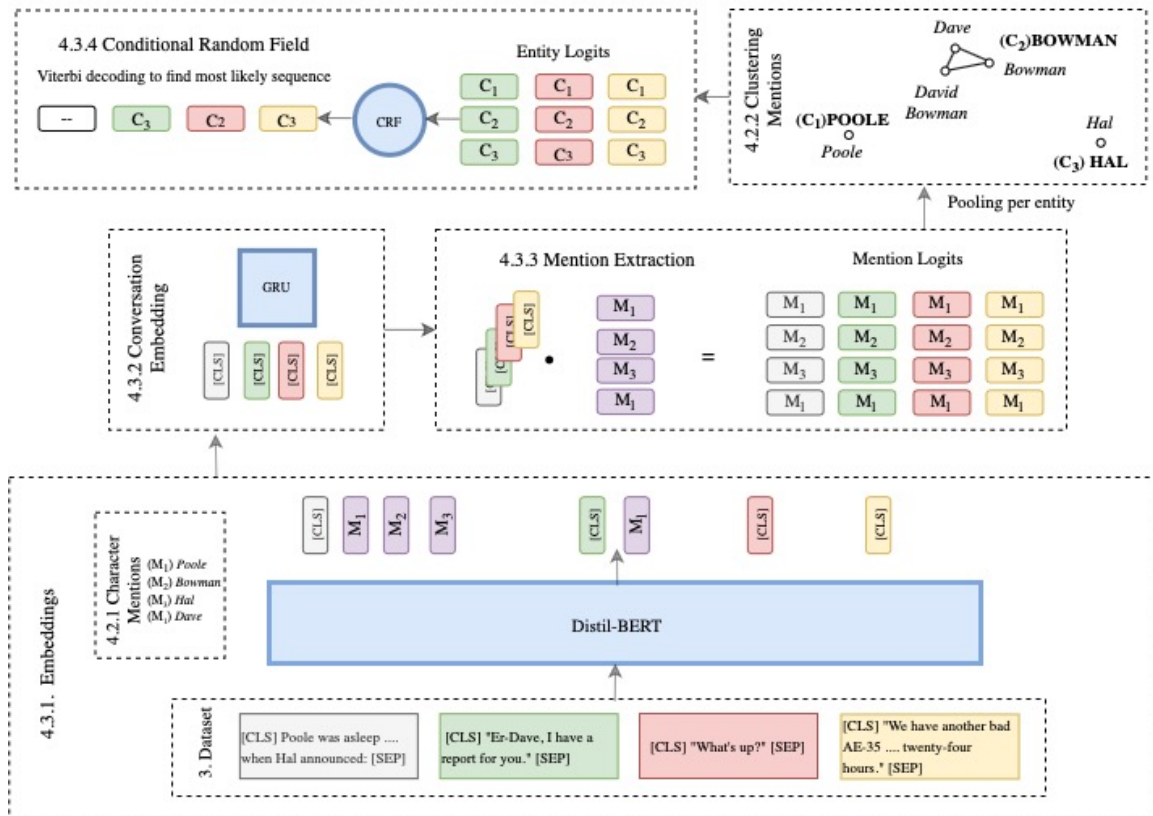 4.3.4 Conditional Random Field
Viterbi decoding to find most likely sequence
Entity Logits
C1 C1 C1
-- C3 C2 C3
CRF
C2 C2 C2
C3 C3 C3
4.2.2 Clustering
Mentions
Dave
(C2)BOWMAN
Bowman
David
Bowman
(C1)POOLE
Poole
Hal
(C3) HAL
Pooling per entity
4.3.2 Conversation
Embedding
GRU
[CLS] [CLS] [CLS] [CLS]
4.3.3 Mention Extraction
Mention Logits
[CLS]
[CLS]
M1
M2
M3
M1
•
=
M1 M1 M1 M1
M2 M2 M2 M2
M3 M3 M3 M3
M1 M1 M1 M1
4.3.1. Embeddings
4.2.1 Character
Mentions
(M1) Poole
(M2) Bowman
Hal
Dave
[CLS] M1 M2 M3 [CLS] M1 [CLS] [CLS]
Distil-BERT
3. Dataset
[CLS] Poole was asleep ....
when Hal announced: [SEP]
[CLS] "Er-Dave, I have a
report for you." [SEP]
[CLS] "What's up?" [SEP]
[CLS] "We have another bad
AE-35 .... twenty-four
hours." [SEP]